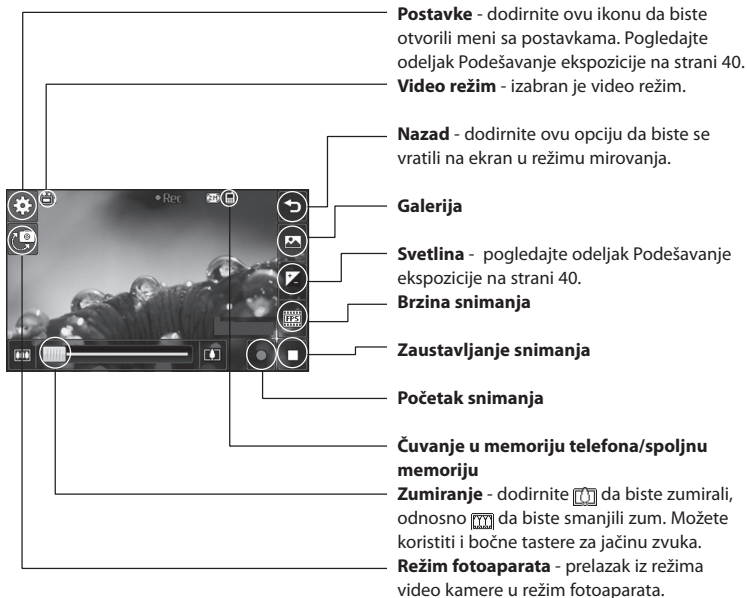 Postavke - dodirnite ovu ikonu da biste
otvorili meni sa postavkama. Pogledajte
odeljak Podešavanje ekspozicije na strani 40.
Video režim - izabran je video režim.
Nazad - dodirnite ovu opciju da biste se
vratili na ekran u režimu mirovanja.
Rec
2M
Galerija
Svetlina - pogledajte odeljak Podešavanje
ekspozicije na strani 40.
FPS
Brzina snimanja
Zaustavljanje snimanja
Početak snimanja
Čuvanje u memoriju telefona/spoljnu
memoriju
Zumiranje - dodirnite da biste zumirali,
odnosno da biste smanjili zum. Možete
koristiti i bočne tastere za jačinu zvuka.
Režim fotoaparata - prelazak iz režima
video kamere u režim fotoaparata.